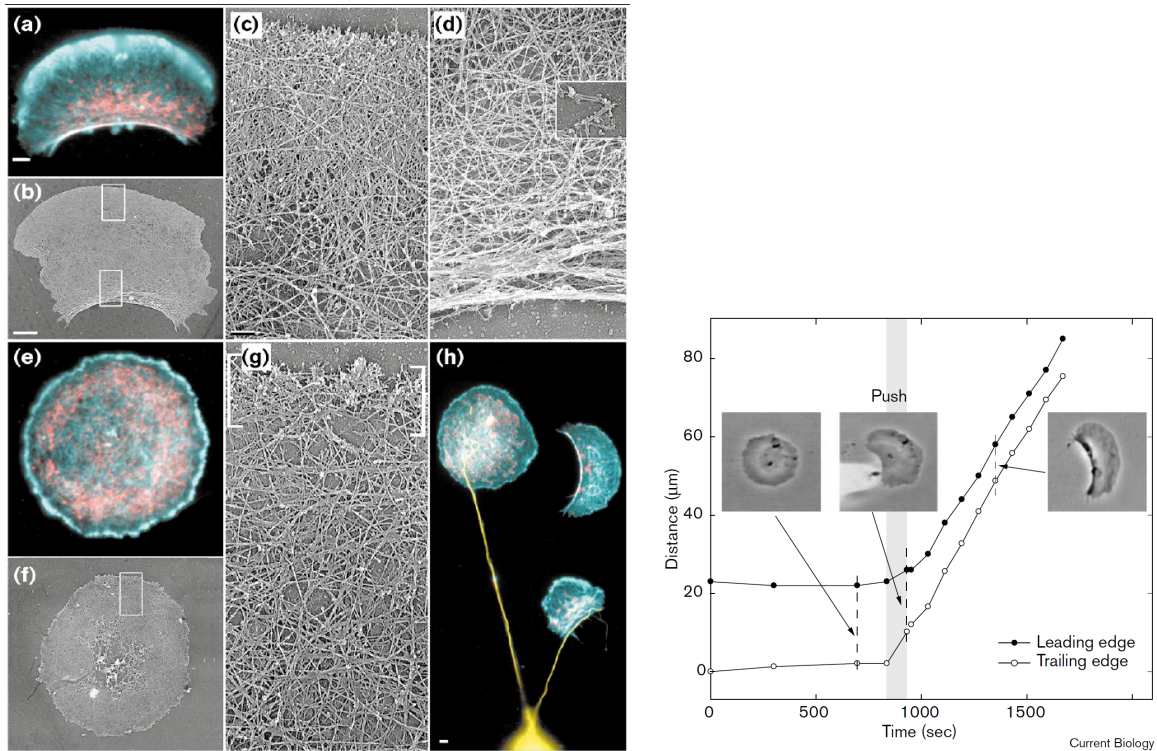 (a)
(c)
(d)
(b)
(e)
(g)
(h)
(f)
80
60
40
20
0
Distance (µm)
Push
Leading edge
Trailing edge
0
500
1000
1500
Time (sec)
Current Biology